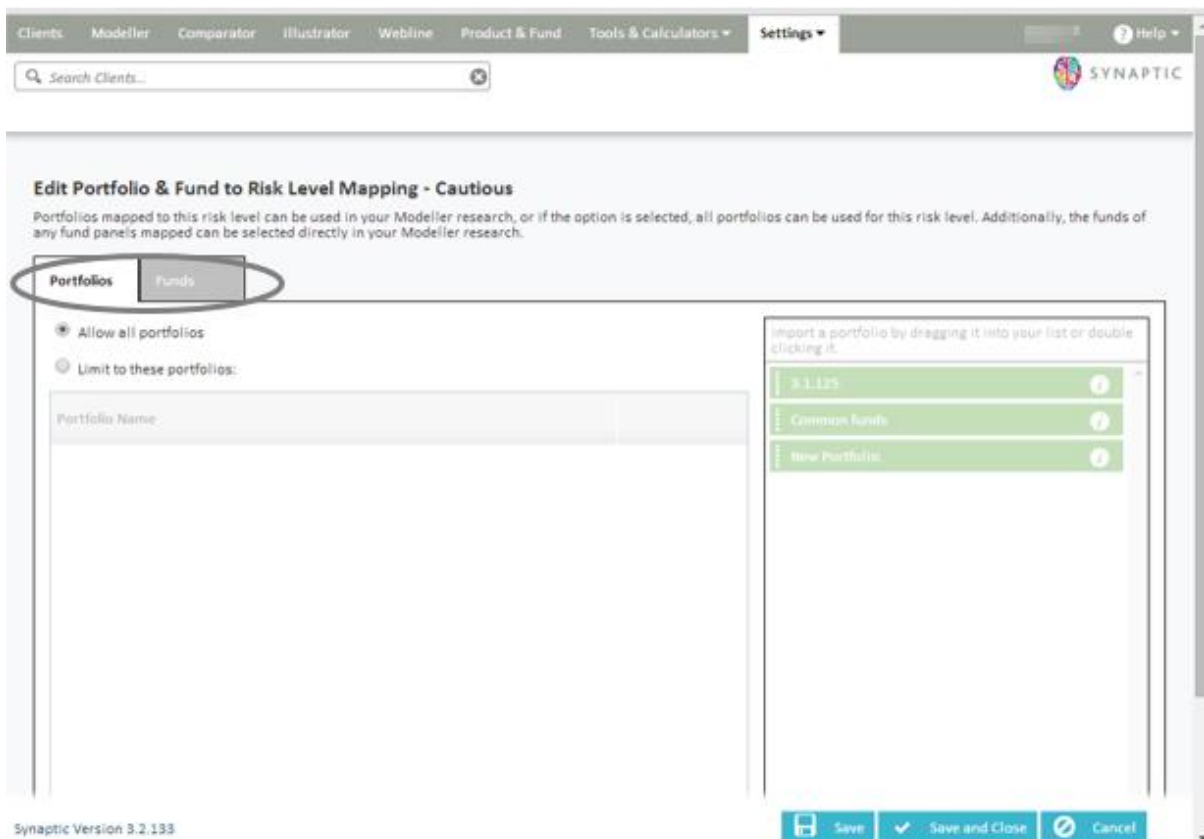 Clients Modeller Comparator Illustrator Webline Product & Fund Tools & Calculators Settings Help
Search Clients...
SYNAPTIC
Edit Portfolio & Fund to Risk Level Mapping - Cautious
Portfolios mapped to this risk level can be used in your Modeller research, or if the option is selected, all portfolios can be used for this risk level. Additionally, the funds of
any fund panels mapped can be selected directly in your Modeller research.
Portfolios Funds
Allow all portfolios
Limit to these portfolios:
Portfolio Name
Import a portfolio by dragging it into your list or double
clicking it.
3.1.125
Common funds
New Portfolio
Synaptic Version 3.2.133
Save Save and Close Cancel